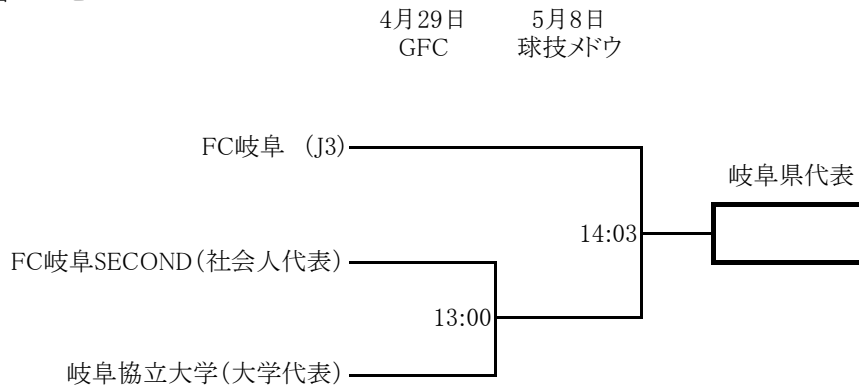 4月29日 5月8日
GFC 球技メドウ
FC岐阜 (J3)
岐阜県代表
14:03
FC岐阜SECOND(社会人代表)
13:00
岐阜協立大学(大学代表)